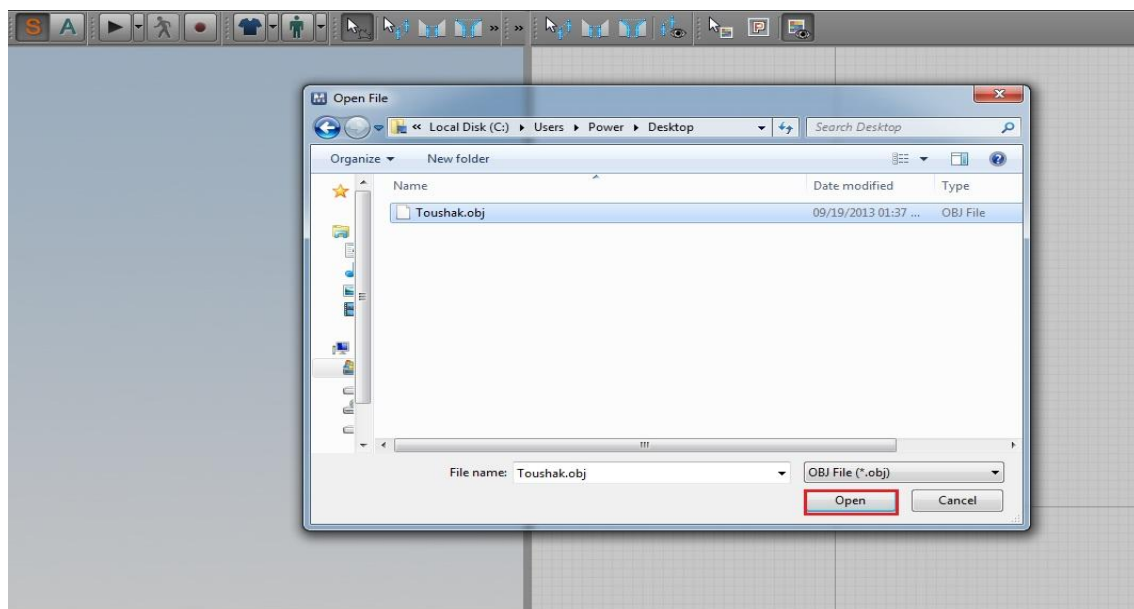 S A » » P
Open File
« Local Disk (C:) ▸ Users ▸ Power ▸ Desktop Search Desktop
Organize New folder
Name Date modified Type
Toushak.obj 09/19/2013 01:37 ... OBJ File
File name: Toushak.obj OBJ File (*.obj)
Open Cancel